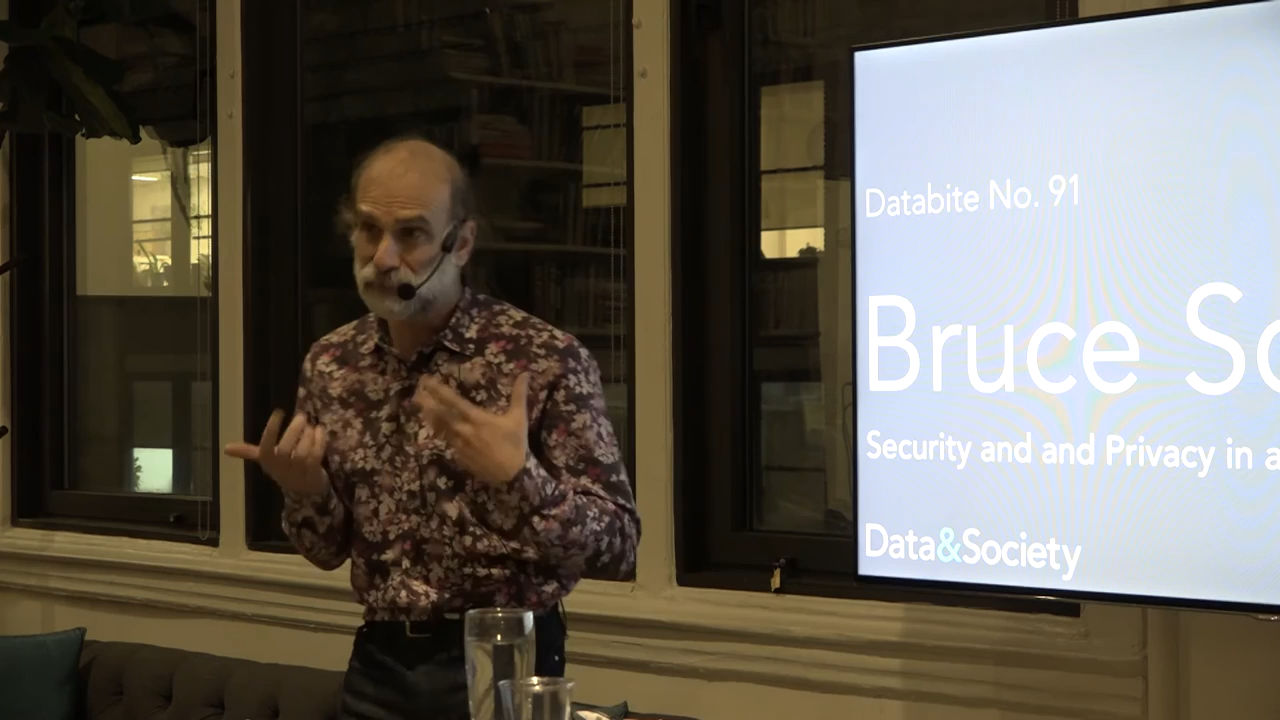 Databite No. 91
Bruce Sc
Security and and Privacy in a
Data&Society